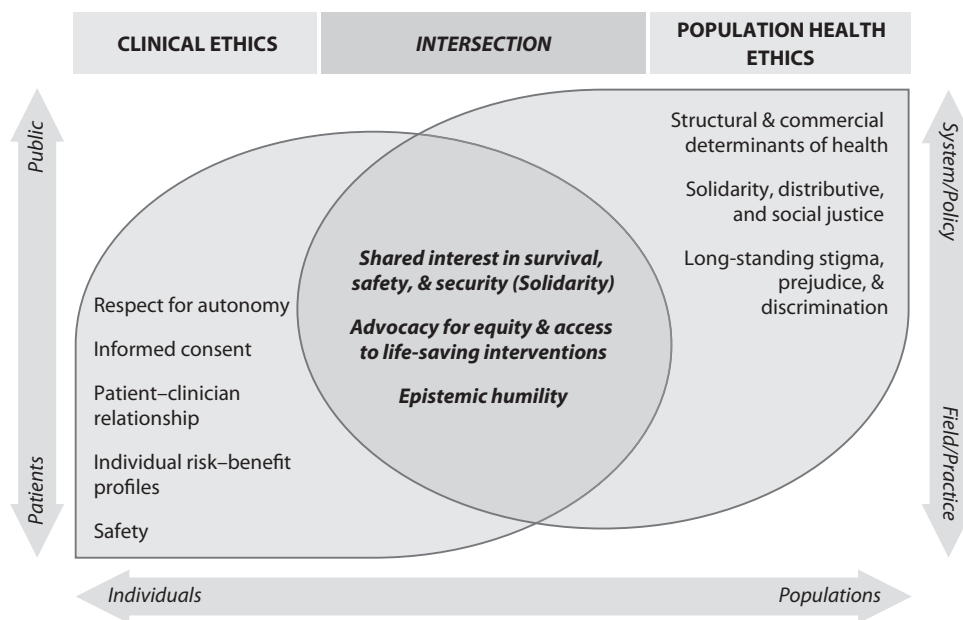 CLINICAL ETHICS
INTERSECTION
POPULATION HEALTH
ETHICS
Public
Patients
Respect for autonomy
Informed consent
Patient–clinician
relationship
Individual risk–benefit
profiles
Safety
Shared interest in survival,
safety, & security (Solidarity)
Advocacy for equity & access
to life-saving interventions
Epistemic humility
Structural & commercial
determinants of health
Solidarity, distributive,
and social justice
Long-standing stigma,
prejudice, &
discrimination
System/Policy
Field/Practice
Individuals
Populations